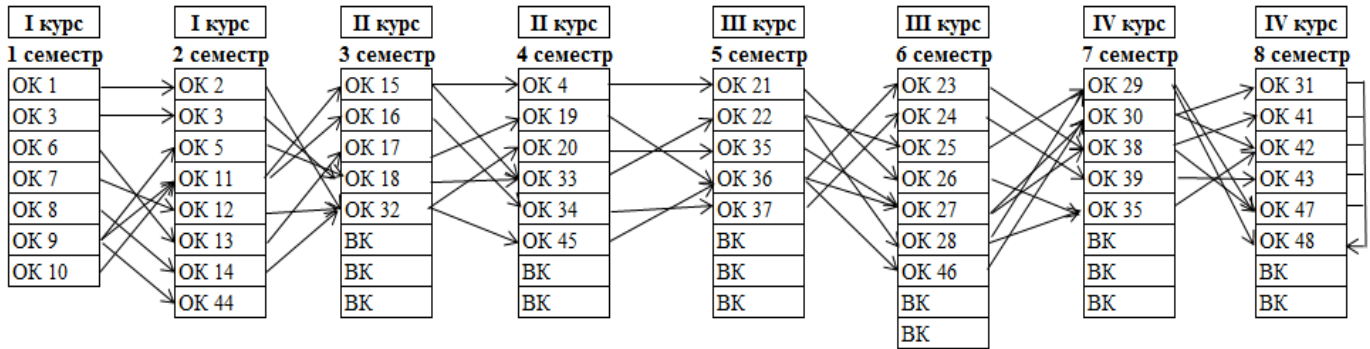 I курс
1 семестр
ОК 1
ОК 3
ОК 6
ОК 7
ОК 8
ОК 9
ОК 10
I курс
2 семестр
ОК 2
ОК 3
ОК 5
ОК 11
ОК 12
ОК 13
ОК 14
ОК 44
II курс
3 семестр
ОК 15
ОК 16
ОК 17
ОК 18
ОК 32
ВК
ВК
ВК
II курс
4 семестр
ОК 4
ОК 19
ОК 20
ОК 33
ОК 34
ОК 45
ВК
ВК
III курс
5 семестр
ОК 21
ОК 22
ОК 35
ОК 36
ОК 37
ВК
ВК
ВК
III курс
6 семестр
ОК 23
ОК 24
ОК 25
ОК 26
ОК 27
ОК 28
ОК 46
ВК
ВК
IV курс
7 семестр
ОК 29
ОК 30
ОК 38
ОК 39
ОК 35
ВК
ВК
ВК
IV курс
8 семестр
ОК 31
ОК 41
ОК 42
ОК 43
ОК 47
ОК 48
ВК
ВК